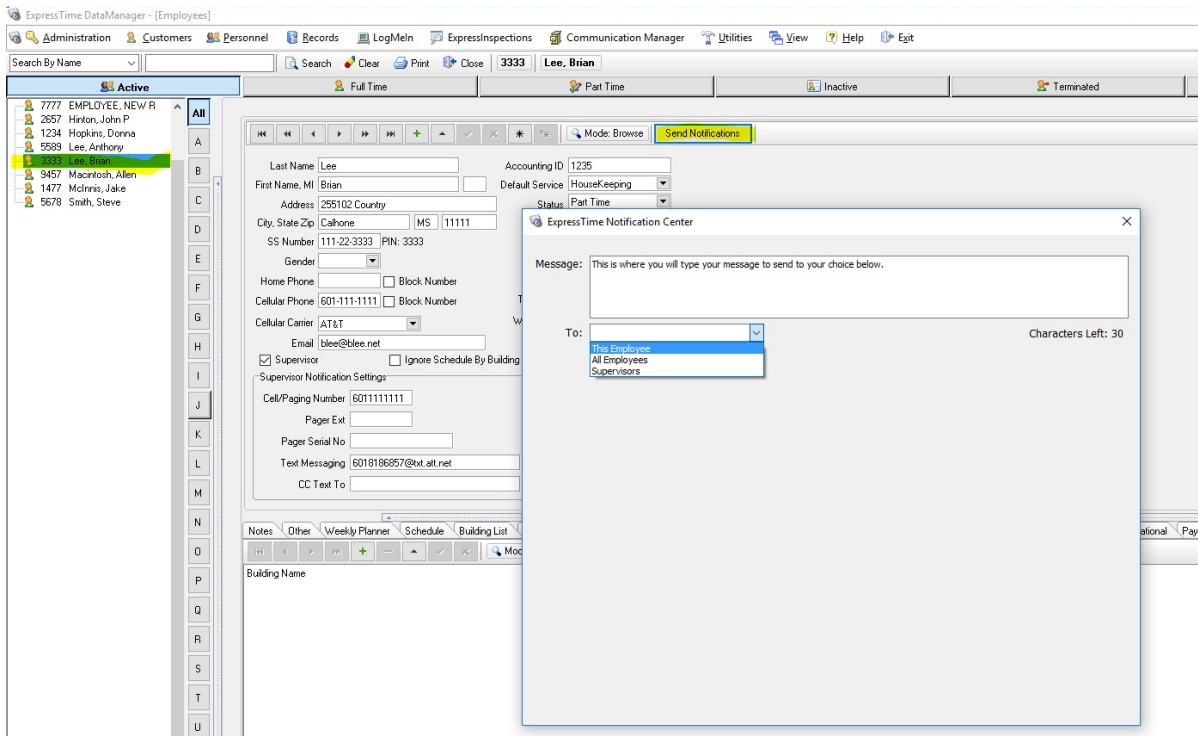 ExpressTime DataManager - [Employees]
Administration Customers Personnel Records LogMeIn ExpressInspections Communication Manager Utilities View Help Exit
Search By Name Search Clear Print Close 3333 Lee, Brian
Active Full Time Part Time Inactive Terminated
7777 EMPLOYEE, NEW R
2657 Hinton, John P
1234 Hopkins, Donna
5589 Lee, Anthony
3333 Lee, Brian
9457 Macintosh, Allen
1477 McInnis, Jake
5678 Smith, Steve
All
A
B
C
D
E
F
G
H
I
J
K
L
M
N
O
P
Q
R
S
T
U
Mode: Browse Send Notifications
Last Name Lee Accounting ID 1235
First Name, MI Brian Default Service HouseKeeping
Address 255102 Country Status Part Time
City, State Zip Calhone MS 11111
SS Number 111-22-3333 PIN: 3333
Gender
Home Phone Block Number
Cellular Phone 601-111-1111 Block Number T
Cellular Carrier AT&T W
Email blee@blee.net
Supervisor Ignore Schedule By Building
Supervisor Notification Settings
Cell/Paging Number 6011111111
Pager Ext
Pager Serial No
Text Messaging 6018186857@txt.att.net
CC Text To
Notes Other Weekly Planner Schedule Building List ational Pay
Moc
Building Name
ExpressTime Notification Center
Message: This is where you will type your message to send to your choice below.
To: Characters Left: 30
This Employee
All Employees
Supervisors